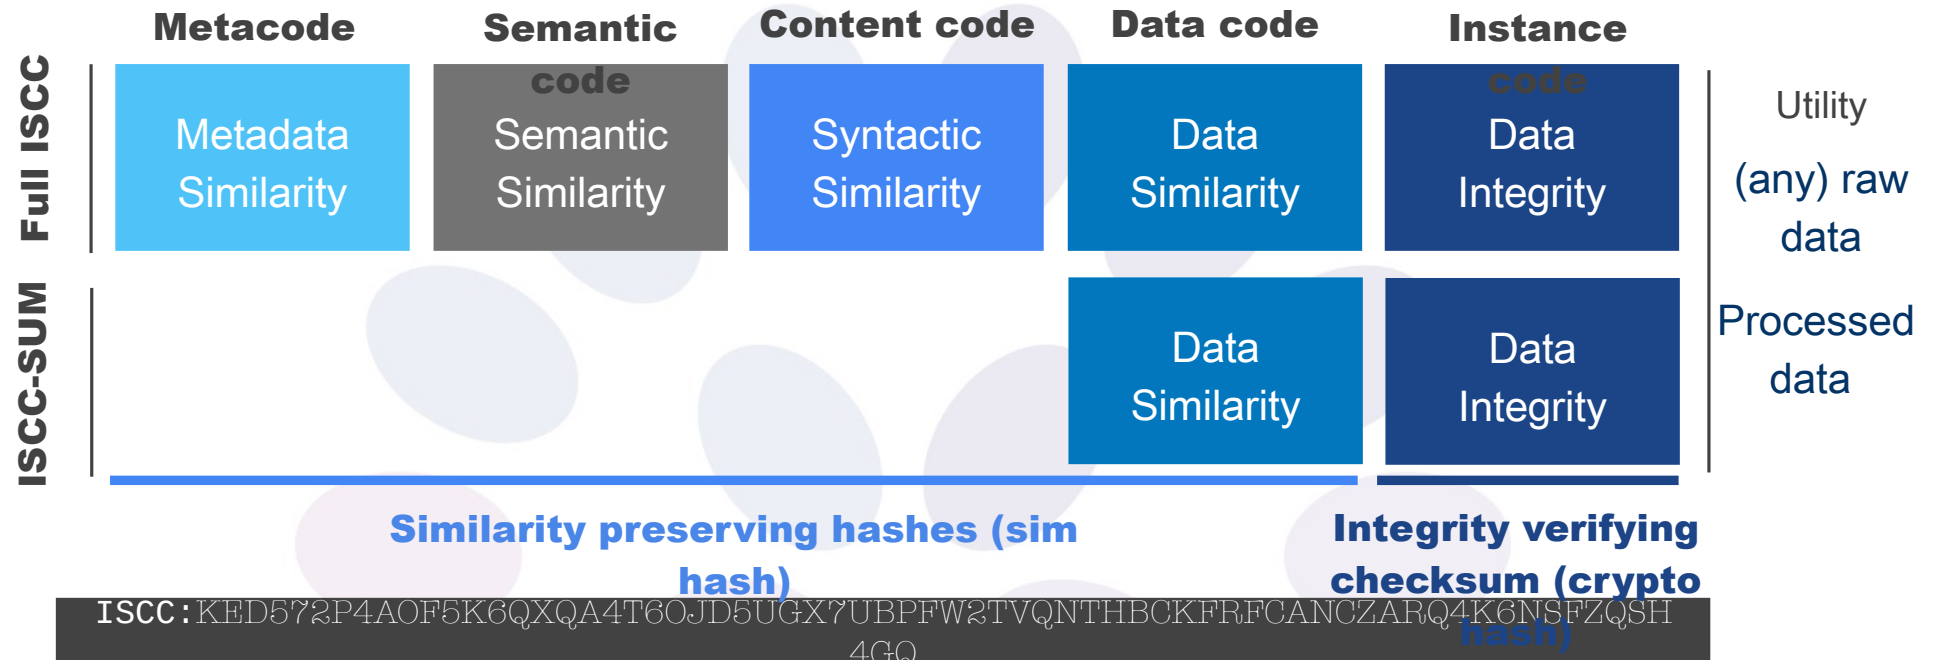 Metacode
Semantic
code
Content code
Data code
Instance
code
Full ISCC
Metadata
Similarity
Semantic
Similarity
Syntactic
Similarity
Data
Similarity
Data
Integrity
Utility
(any) raw
data
ISCC-SUM
Data
Similarity
Data
Integrity
Processed
data
Similarity preserving hashes (sim
hash)
Integrity verifying
checksum (crypto
hash)
ISCC:KED572P4AOF5K6QXQA4T6OJD5UGX7UBPFW2TVQNTHBCKFRFCANCZARQ4K6NSFZQSH
4GQ